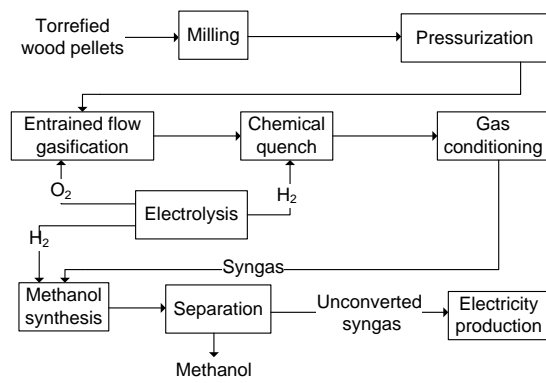 Torrefied
wood pellets
Milling
Pressurization
Entrained flow
gasification
Chemical
quench
Gas
conditioning
O2
H2
Electrolysis
H2
Syngas
Methanol
synthesis
Separation
Unconverted
syngas
Electricity
production
Methanol